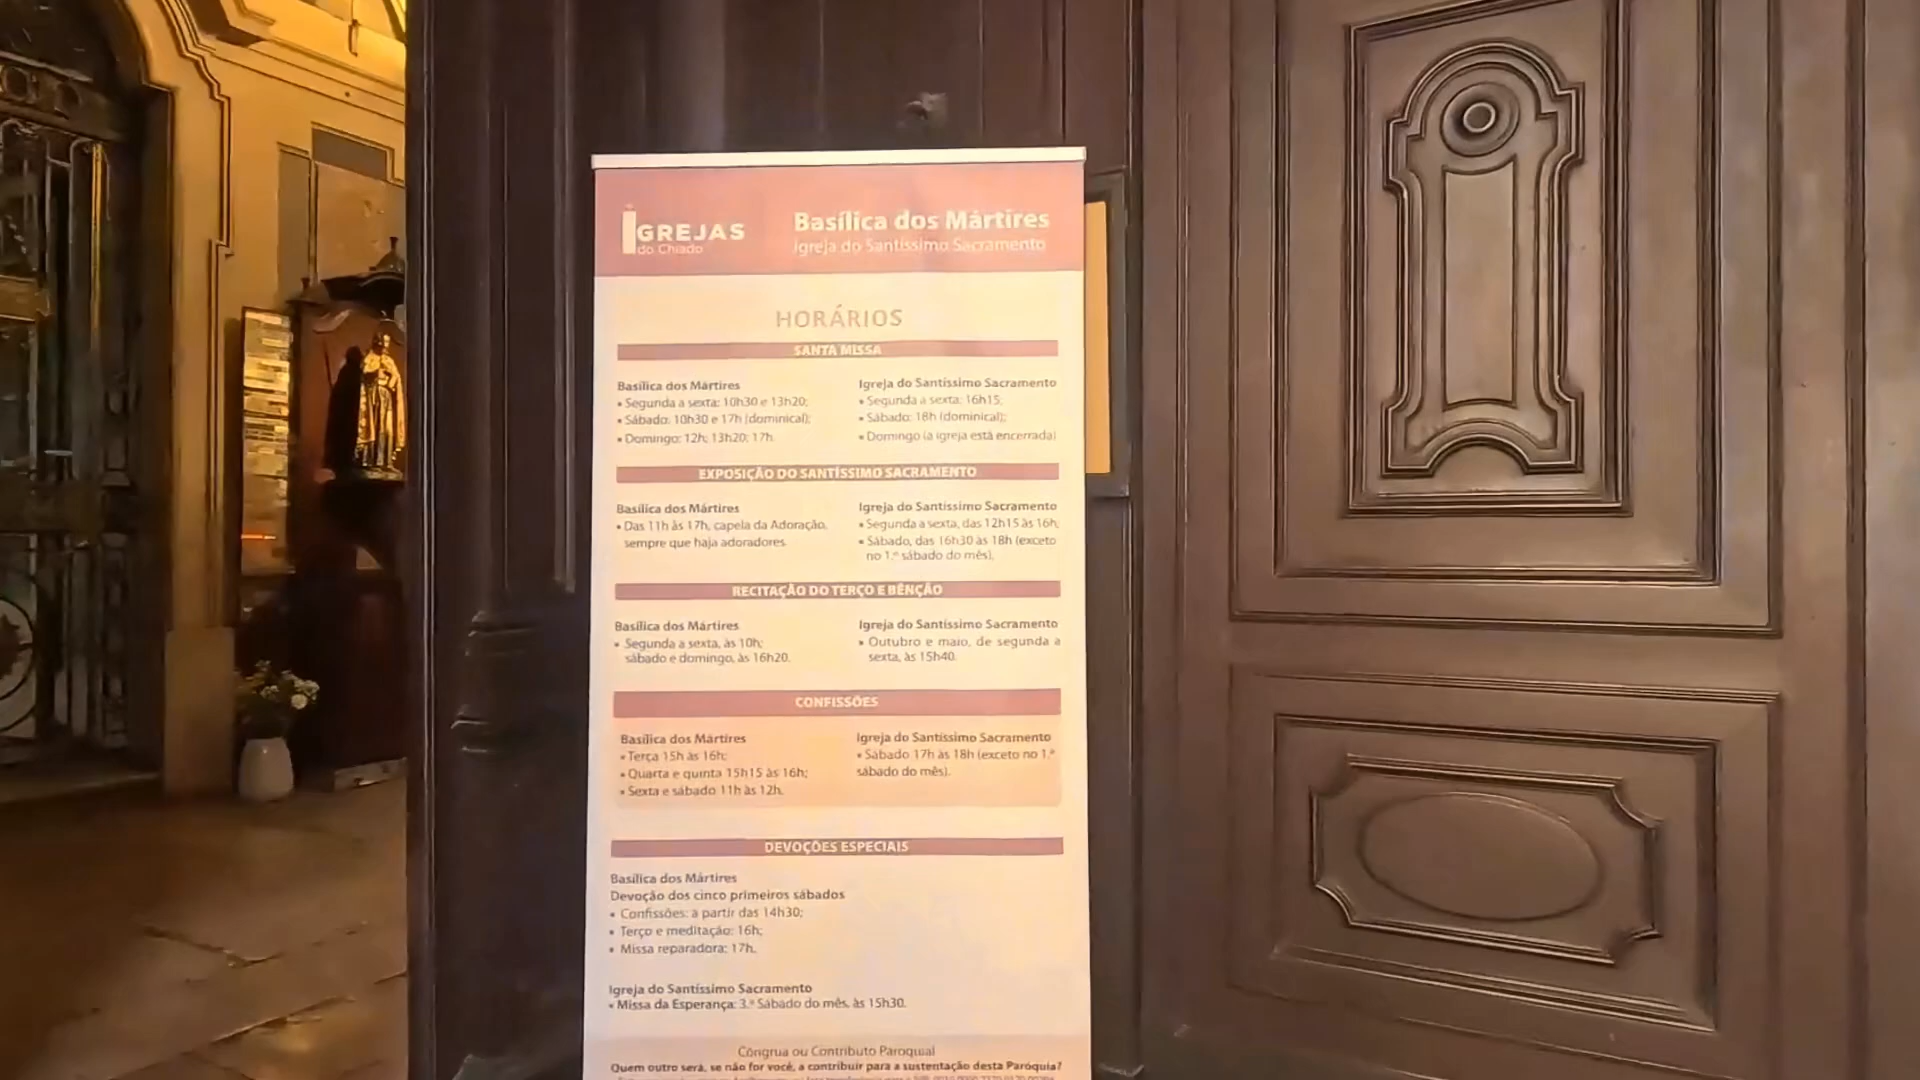 IGREJAS
do Chiado
Basílica dos Mártires
Igreja do Santíssimo Sacramento
HORÁRIOS
SANTA MISSA
Basílica dos Mártires
• Segunda a sexta: 10h30 e 13h20;
• Sábado: 10h30 e 17h (dominical);
• Domingo: 12h; 13h20; 17h.
Igreja do Santíssimo Sacramento
• Segunda a sexta: 16h15;
• Sábado: 18h (dominical);
• Domingo (a igreja está encerrada)
EXPOSIÇÃO DO SANTÍSSIMO SACRAMENTO
Basílica dos Mártires
• Das 11h às 17h, capela da Adoração,
sempre que haja adoradores.
Igreja do Santíssimo Sacramento
• Segunda a sexta, das 12h15 às 16h;
• Sábado, das 16h30 às 18h (exceto
no 1.º sábado do mês).
RECITAÇÃO DO TERÇO E BÊNÇÃO
Basílica dos Mártires
• Segunda a sexta, às 10h;
sábado e domingo, às 16h20.
Igreja do Santíssimo Sacramento
• Outubro e maio, de segunda a
sexta, às 15h40.
CONFISSÕES
Basílica dos Mártires
• Terça 15h às 16h;
• Quarta e quinta 15h15 às 16h;
• Sexta e sábado 11h às 12h.
Igreja do Santíssimo Sacramento
• Sábado 17h às 18h (exceto no 1.º
sábado do mês).
DEVOÇÕES ESPECIAIS
Basílica dos Mártires
Devoção dos cinco primeiros sábados
• Confissões: a partir das 14h30;
• Terço e meditação: 16h;
• Missa reparadora: 17h.
Igreja do Santíssimo Sacramento
• Missa da Esperança: 3.º Sábado do mês, às 15h30.
Côngrua ou Contributo Paroquial
Quem outro será, se não for você, a contribuir para a sustentação desta Paróquia?